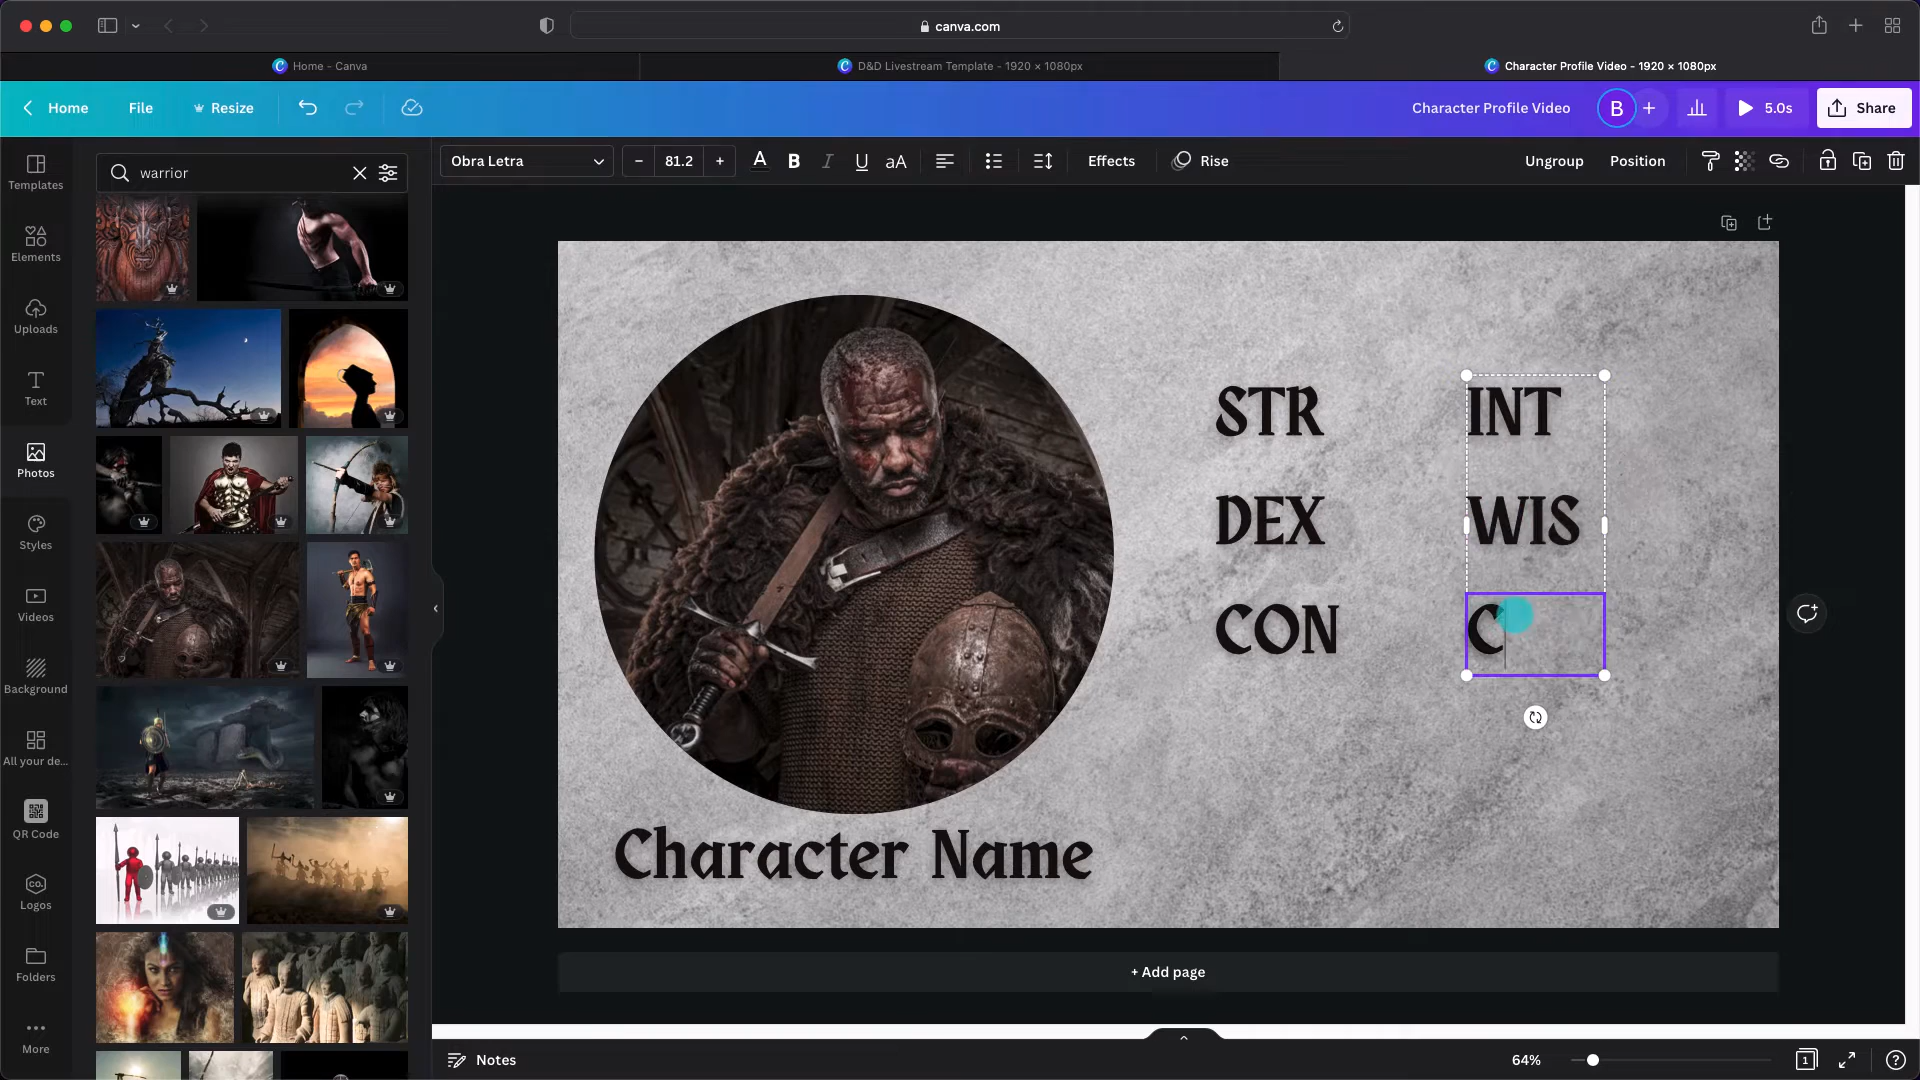 canva.com
Home - Canva
D&D Livestream Template - 1920 × 1080px
Character Profile Video - 1920 × 1080px
Home
File
Resize
Character Profile Video
B
5.0s
Share
Templates
Elements
Uploads
Text
Photos
Styles
Videos
Background
All your de...
QR Code
CO.
Logos
Folders
More
warrior
Obra Letra
81.2
A
B
I
U
aA
Effects
Rise
Ungroup
Position
STR
INT
DEX
WIS
CON
C
Character Name
+ Add page
Notes
64%
1
?